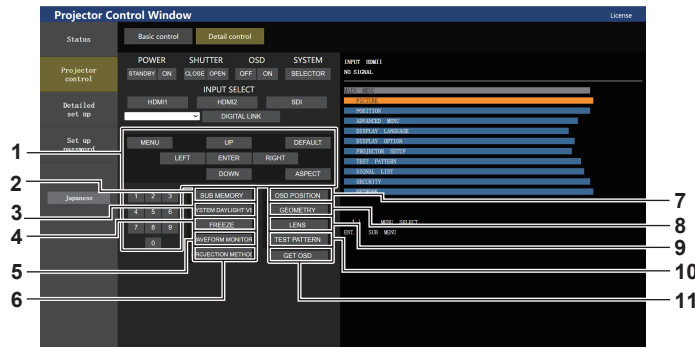 Projector Control Window
License
Status
Basic control
Detail control
Projector
control
Detailed
set up
Set up
password
Japanese
POWER SHUTTER OSD SYSTEM
STANDBY ON CLOSE OPEN OFF ON SELECTOR
INPUT SELECT
HDMI1 HDMI2 SDI
DIGITAL LINK
MENU UP DEFAULT
LEFT ENTER RIGHT
DOWN ASPECT
1 2 3
4 5 6
7 8 9
0
SUB MEMORY
SYSTEM DAYLIGHT VI
FREEZE
WAVEFORM MONITOR
PROJECTION METHOD
OSD POSITION
GEOMETRY
LENS
TEST PATTERN
GET OSD
INPUT HDMI1
NO SIGNAL
MAIN MENU
PICTURE
POSITION
ADVANCED MENU
DISPLAY LANGUAGE
DISPLAY OPTION
PROJECTOR SETUP
TEST PATTERN
SIGNAL LIST
SECURITY
NETWORK
MENU SELECT
ENT. SUB MENU
1
2
3
4
5
6
7
8
9
10
11